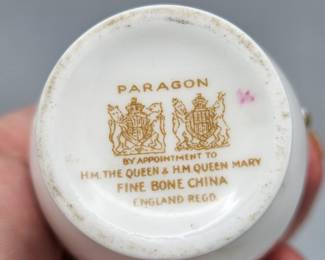 PARAGON
BY APPOINTMENT TO
H.M. THE QUEEN & H.M. QUEEN MARY
FINE BONE CHINA
ENGLAND REGD.